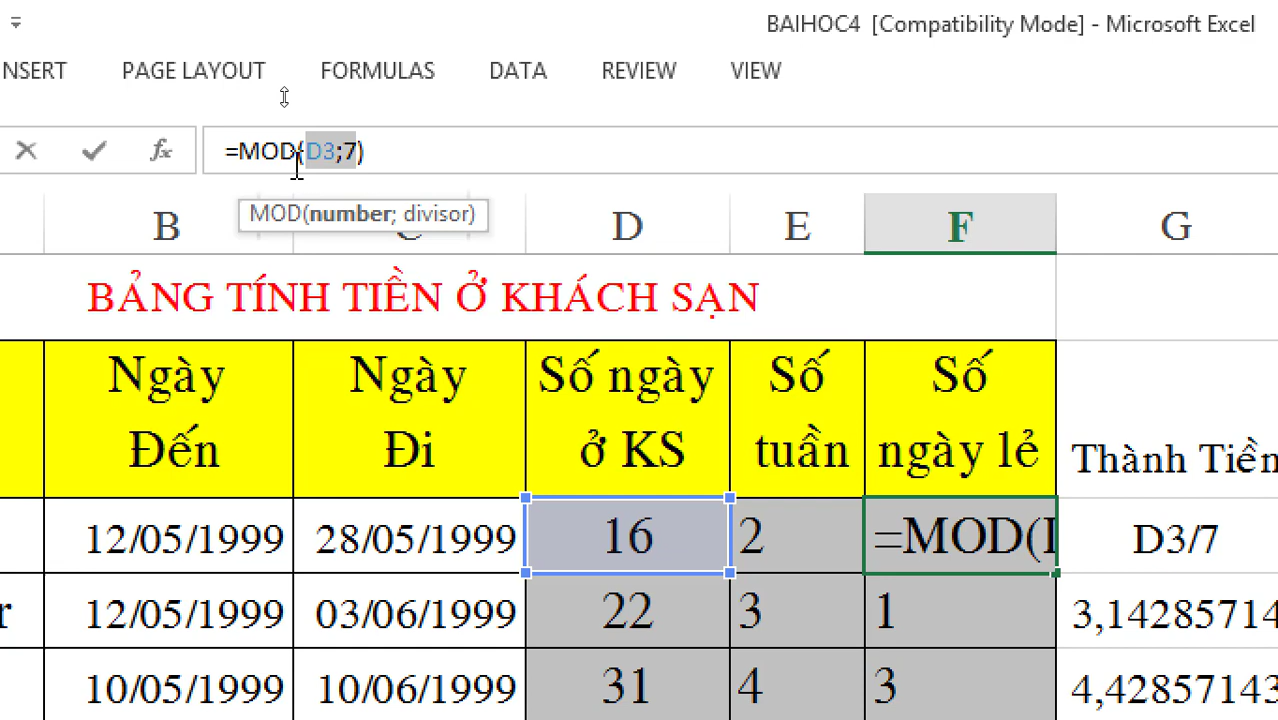 BAIHOC4 [Compatibility Mode] - Microsoft Excel
NSERT PAGE LAYOUT FORMULAS DATA REVIEW VIEW
fx =MOD(D3;7)
MOD(number; divisor)
B D E F G
BẢNG TÍNH TIỀN Ở KHÁCH SẠN
Ngày Ngày Số ngày Số Số
Đến Đi ở KS tuần ngày lẻ Thành Tiền
12/05/1999 28/05/1999 16 2 =MOD( D3/7
r 12/05/1999 03/06/1999 22 3 1 3,14285714
10/05/1999 10/06/1999 31 4 3 4,42857143